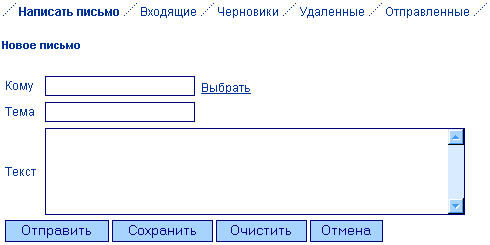 Написать письмо Входящие Черновики Удаленные Отправленные
Новое письмо
Кому Выбрать
Тема
Текст
Отправить Сохранить Очистить Отмена